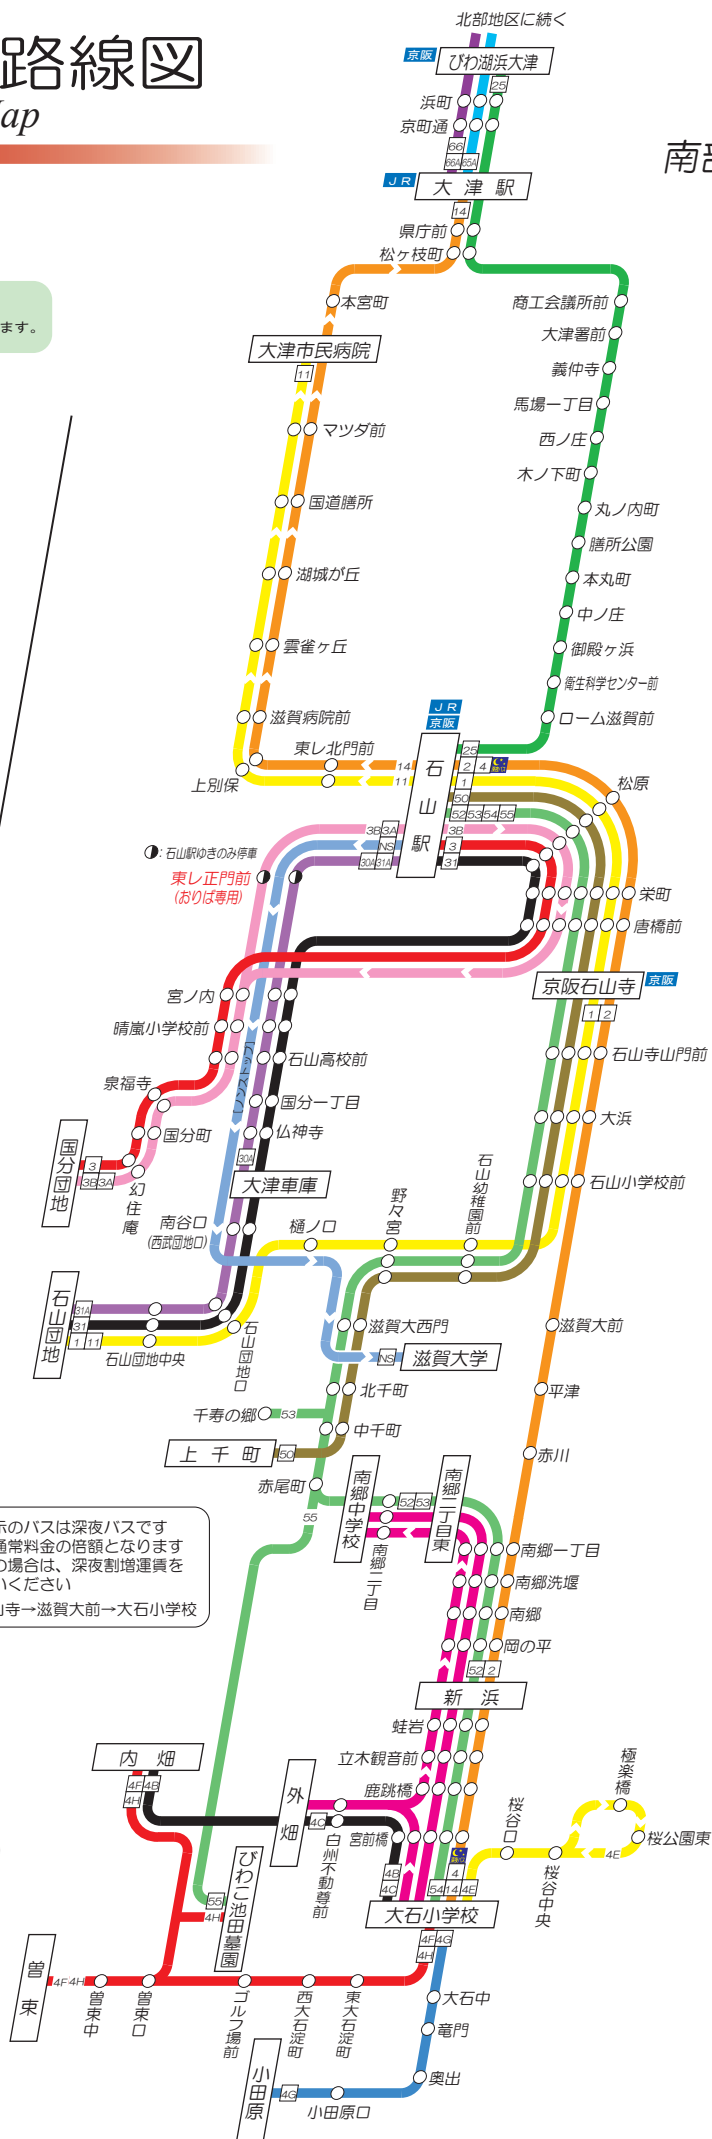 路線図
ap
南部
北部地区に続く
京阪
びわ湖浜大津
25
浜町
京町通
66
66A 65A
JR
大津駅
14
県庁前
松ヶ枝町
本宮町
商工会議所前
ます。
大津署前
大津市民病院
11
義仲寺
馬場一丁目
マツダ前
西ノ庄
木ノ下町
国道膳所
丸ノ内町
膳所公園
湖城が丘
本丸町
中ノ庄
雲雀ヶ丘
御殿ヶ浜
衛生科学センター前
滋賀病院前
ローム滋賀前
JR
京阪
東レ北門前
石山駅
25
14
2 4
上別保
11
1
松原
50
52 53 54 55
3B 3A
3B
NS
3
30A 31A
31
:石山駅ゆきのみ停車
東レ正門前
(おりば専用)
栄町
唐橋前
京阪石山寺
京阪
宮ノ内
1 2
晴嵐小学校前
[ノンストップ]
石山高校前
石山寺山門前
泉福寺
国分一丁目
大浜
国分団地
国分町
仏神寺
3
3B 3A
幻住庵
30A
大津車庫
石山幼稚園前
石山小学校前
野々宮
南谷口
(西武団地口)
樋ノ口
石山団地
31A
31
1 11
石山団地中央
石山団地口
滋賀大西門
滋賀大前
NS
滋賀大学
北千町
平津
千寿の郷
53
中千町
上千町
50
赤川
赤尾町
南郷中学校
52 53
南郷二丁目東
55
南郷二丁目
南郷一丁目
示のバスは深夜バスです
通常料金の倍額となります
の場合は、深夜割増運賃を
いください
山寺→滋賀大前→大石小学校
南郷洗堰
南郷
岡の平
52 2
新浜
蛙岩
内畑
立木観音前
4F 4B
4H
外畑
鹿跳橋
極楽橋
4C
白州不動尊前
宮前橋
桜谷口
桜公園東
4E
桜谷中央
びわこ池田墓園
4B
4C
4
54 14 4E
55
4H
大石小学校
4F 4G
4H
曽束
4F 4H
曽束中
曽束口
ゴルフ場前
西大石淀町
東大石淀町
大石中
竜門
小田原
奥出
4G
小田原口